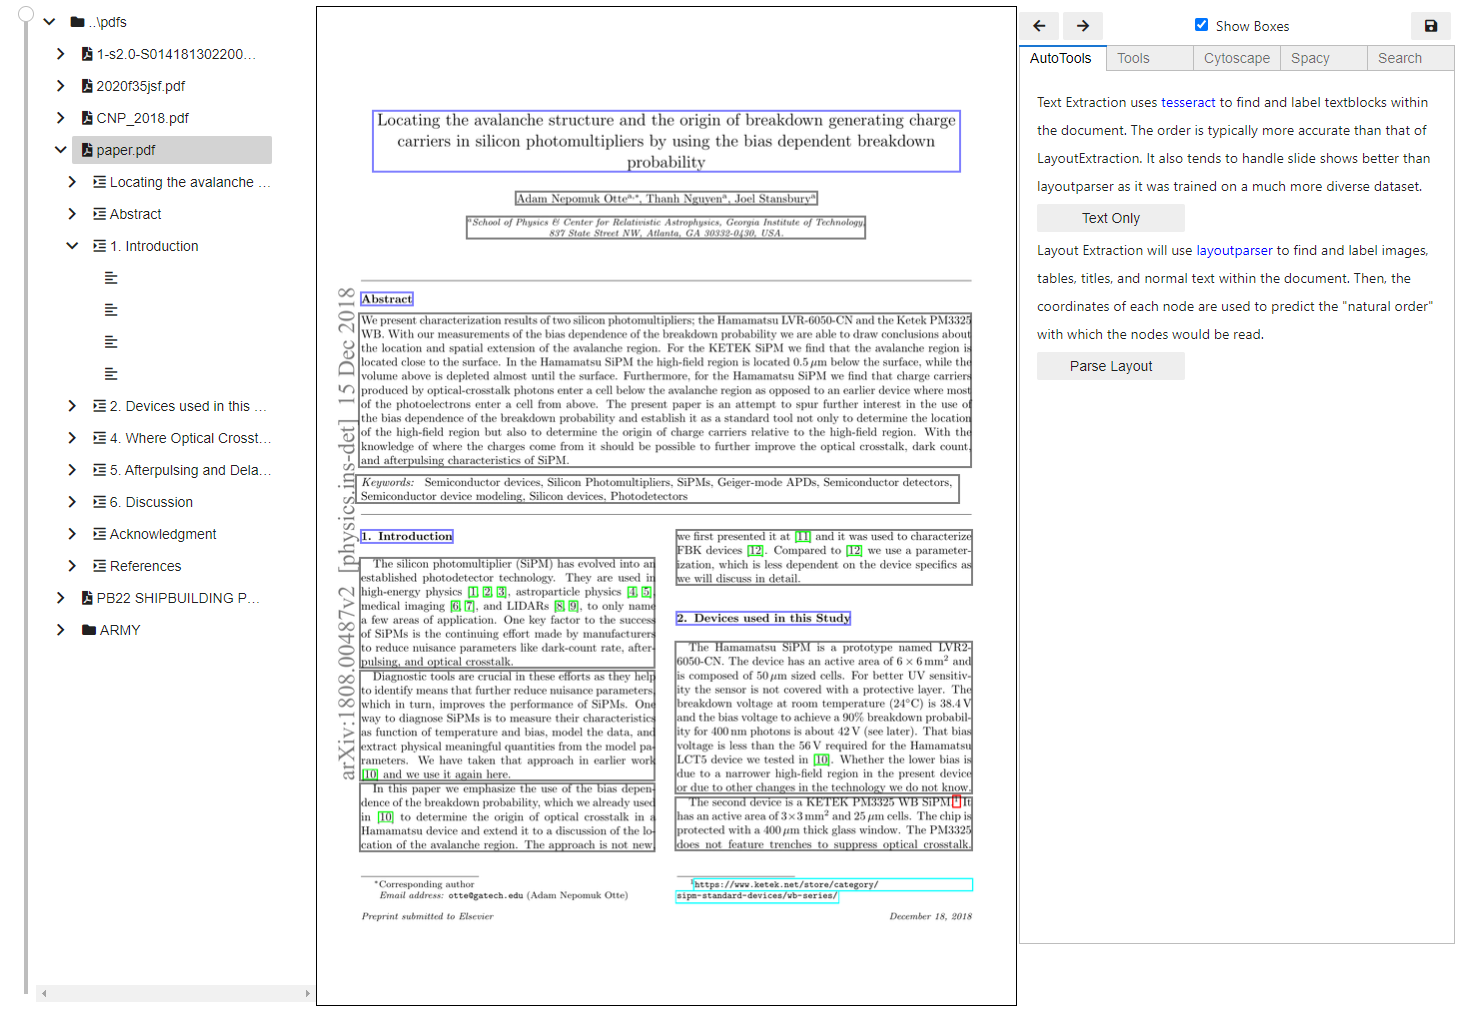 ..\pdfs
1-s2.0-S014181302200...
2020f35jsf.pdf
CNP_2018.pdf
paper.pdf
Locating the avalanche ...
Abstract
1. Introduction
2. Devices used in this ...
4. Where Optical Crosst...
5. Afterpulsing and Dela...
6. Discussion
Acknowledgment
References
PB22 SHIPBUILDING P...
ARMY
arXiv:1808.00487v2 [physics.ins-det] 15 Dec 2018
Locating the avalanche structure and the origin of breakdown generating charge
carriers in silicon photomultipliers by using the bias dependent breakdown
probability
Adam Nepomuk Otteᵃ,*, Thanh Nguyenᵃ, Joel Stansburyᵃ
ᵃSchool of Physics & Center for Relativistic Astrophysics, Georgia Institute of Technology,
837 State Street NW, Atlanta, GA 30332-0430, USA.
Abstract
We present characterization results of two silicon photomultipliers; the Hamamatsu LVR-6050-CN and the Ketek PM3325
WB. With our measurements of the bias dependence of the breakdown probability we are able to draw conclusions about
the location and spatial extension of the avalanche region. For the KETEK SiPM we find that the avalanche region is
located close to the surface. In the Hamamatsu SiPM the high-field region is located 0.5 μm below the surface, while the
volume above is depleted almost until the surface. Furthermore, for the Hamamatsu SiPM we find that charge carriers
produced by optical-crosstalk photons enter a cell below the avalanche region as opposed to an earlier device where most
of the photoelectrons enter a cell from above. The present paper is an attempt to spur further interest in the use of
the bias dependence of the breakdown probability and establish it as a standard tool not only to determine the location
of the high-field region but also to determine the origin of charge carriers relative to the high-field region. With the
knowledge of where the charges come from it should be possible to further improve the optical crosstalk, dark count,
and afterpulsing characteristics of SiPM.
Keywords: Semiconductor devices, Silicon Photomultipliers, SiPMs, Geiger-mode APDs, Semiconductor detectors,
Semiconductor device modeling, Silicon devices, Photodetectors
1. Introduction
The silicon photomultiplier (SiPM) has evolved into an
established photodetector technology. They are used in
high-energy physics [1, 2, 3], astroparticle physics [4, 5],
medical imaging [6, 7], and LIDARs [8, 9], to only name
a few areas of application. One key factor to the success
of SiPMs is the continuing effort made by manufacturers
to reduce nuisance parameters like dark-count rate, after-
pulsing, and optical crosstalk.
Diagnostic tools are crucial in these efforts as they help
to identify means that further reduce nuisance parameters,
which in turn, improves the performance of SiPMs. One
way to diagnose SiPMs is to measure their characteristics
as function of temperature and bias, model the data, and
extract physical meaningful quantities from the model pa-
rameters. We have taken that approach in earlier work
[10] and we use it again here.
In this paper we emphasize the use of the bias depen-
dence of the breakdown probability, which we already used
in [10] to determine the origin of optical crosstalk in a
Hamamatsu device and extend it to a discussion of the lo-
cation of the avalanche region. The approach is not new,
*Corresponding author
Email address: otte@gatech.edu (Adam Nepomuk Otte)
Preprint submitted to Elsevier
we first presented it at [11] and it was used to characterize
FBK devices [12]. Compared to [12] we use a parameter-
ization, which is less dependent on the device specifics as
we will discuss in detail.
2. Devices used in this Study
The Hamamatsu SiPM is a prototype named LVR2-
6050-CN. The device has an active area of 6 × 6 mm² and
is composed of 50 μm sized cells. For better UV sensitiv-
ity the sensor is not covered with a protective layer. The
breakdown voltage at room temperature (24°C) is 38.4 V
and the bias voltage to achieve a 90% breakdown probabil-
ity for 400 nm photons is about 42 V (see later). That bias
voltage is less than the 56 V required for the Hamamatsu
LCT5 device we tested in [10]. Whether the lower bias is
due to a narrower high-field region in the present device
or due to other changes in the technology we do not know.
The second device is a KETEK PM3325 WB SiPM.¹ It
has an active area of 3×3 mm² and 25 μm cells. The chip is
protected with a 400 μm thick glass window. The PM3325
does not feature trenches to suppress optical crosstalk.
¹https://www.ketek.net/store/category/
sipm-standard-devices/wb-series/
December 18, 2018
Show Boxes
AutoTools Tools Cytoscape Spacy Search
Text Extraction uses tesseract to find and label textblocks within
the document. The order is typically more accurate than that of
LayoutExtraction. It also tends to handle slide shows better than
layoutparser as it was trained on a much more diverse dataset.
Text Only
Layout Extraction will use layoutparser to find and label images,
tables, titles, and normal text within the document. Then, the
coordinates of each node are used to predict the "natural order"
with which the nodes would be read.
Parse Layout